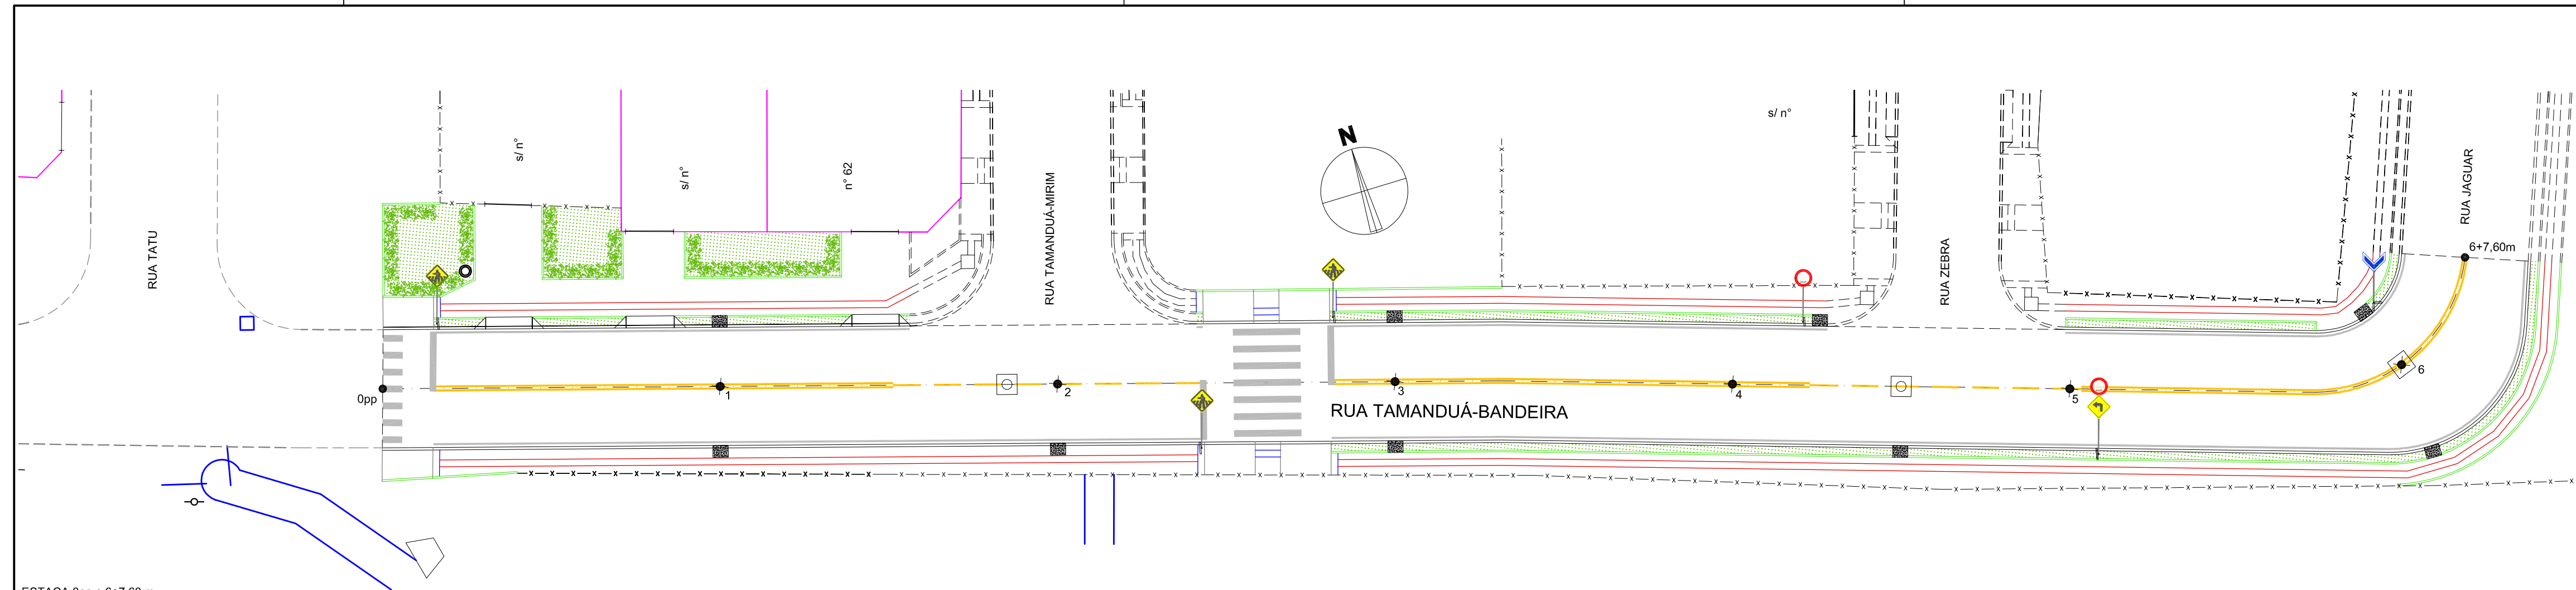 N
s/ n°
s/ n°
s/ n°
n° 62
RUA TATU
RUA TAMANDUÁ-MIRIM
RUA ZEBRA
RUA JAGUAR
6+7,60m
0pp
1
2
3
4
5
6
RUA TAMANDUÁ-BANDEIRA